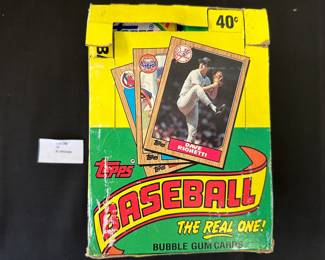 40¢
B
DAVE
RIGHETTI
TOPPS
BASEBALL
THE REAL ONE!
BUBBLE GUM CARDS